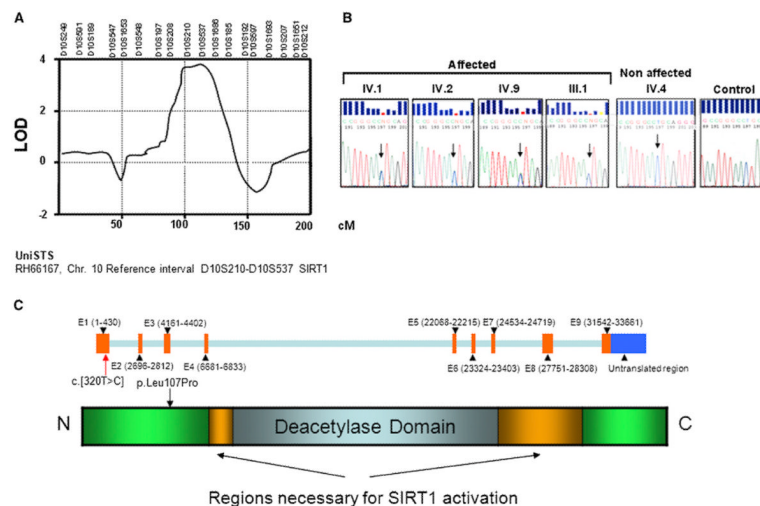 A
D10S249
D10S591
D10S189
D10S547
D10S1653
D10S548
D10S197
D10S208
D10S210
D10S537
D10S1686
D10S185
D10S192
D10S597
D10S1693
D10S207
D10S1651
D10S212
LOD
4
2
0
-2
50
100
150
200
cM
UniSTS
RH66167, Chr. 10 Reference interval D10S210-D10S537 SIRT1
B
Affected
Non affected
IV.1 IV.2 IV.9 III.1 IV.4 Control
C
E1 (1-430) E3 (4161-4402) E5 (22068-22215) E7 (24534-24719) E9 (31542-33661)
E2 (2696-2812) E4 (6681-6833) E6 (23324-23403) E8 (27751-28308) Untranslated region
c.[320T>C]
p.Leu107Pro
N Deacetylase Domain C
Regions necessary for SIRT1 activation